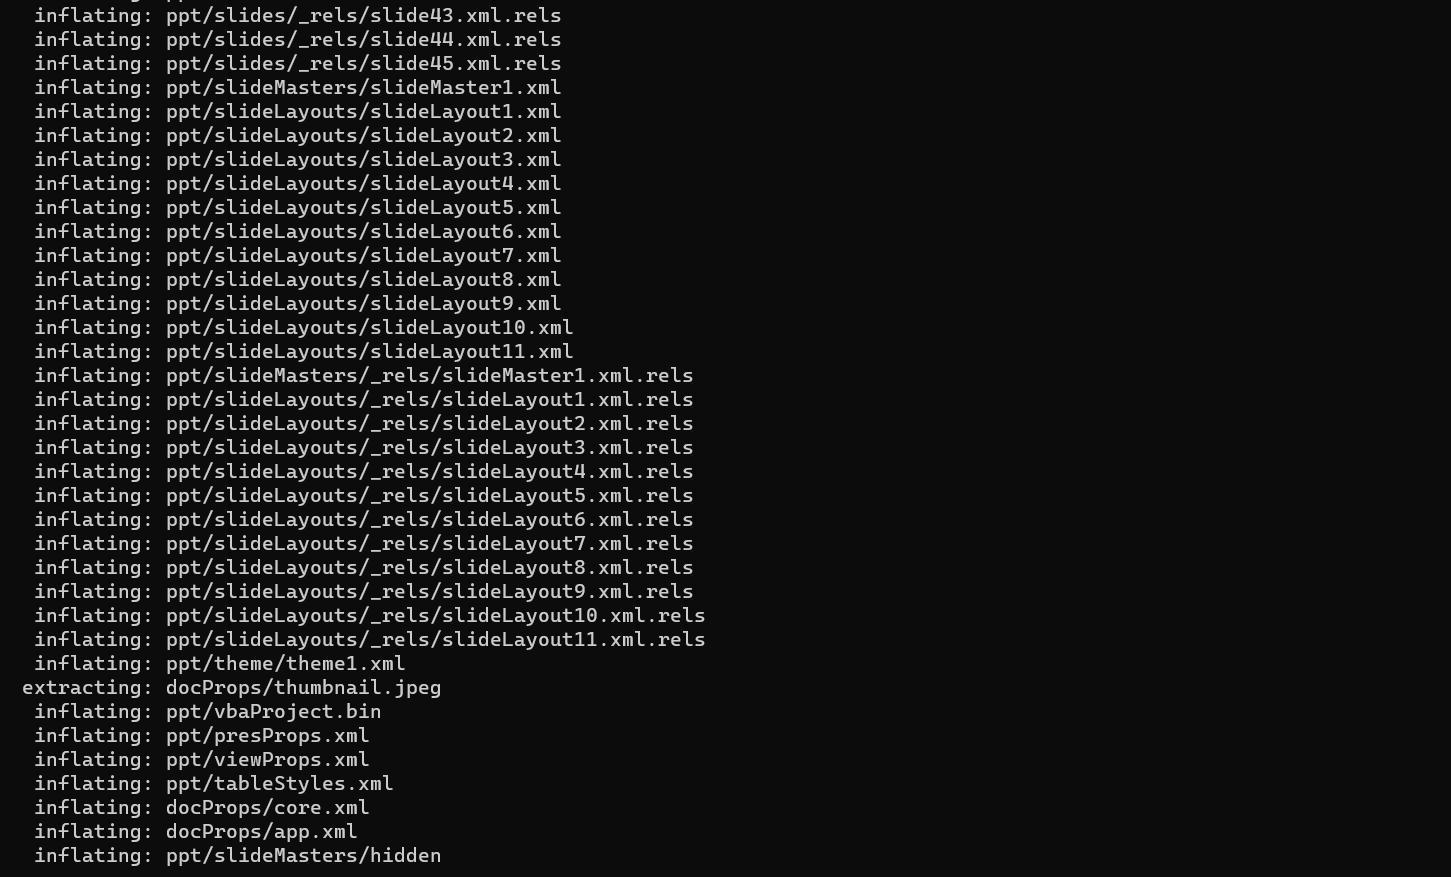 inflating: ppt/slides/_rels/slide43.xml.rels
inflating: ppt/slides/_rels/slide44.xml.rels
inflating: ppt/slides/_rels/slide45.xml.rels
inflating: ppt/slideMasters/slideMaster1.xml
inflating: ppt/slideLayouts/slideLayout1.xml
inflating: ppt/slideLayouts/slideLayout2.xml
inflating: ppt/slideLayouts/slideLayout3.xml
inflating: ppt/slideLayouts/slideLayout4.xml
inflating: ppt/slideLayouts/slideLayout5.xml
inflating: ppt/slideLayouts/slideLayout6.xml
inflating: ppt/slideLayouts/slideLayout7.xml
inflating: ppt/slideLayouts/slideLayout8.xml
inflating: ppt/slideLayouts/slideLayout9.xml
inflating: ppt/slideLayouts/slideLayout10.xml
inflating: ppt/slideLayouts/slideLayout11.xml
inflating: ppt/slideMasters/_rels/slideMaster1.xml.rels
inflating: ppt/slideLayouts/_rels/slideLayout1.xml.rels
inflating: ppt/slideLayouts/_rels/slideLayout2.xml.rels
inflating: ppt/slideLayouts/_rels/slideLayout3.xml.rels
inflating: ppt/slideLayouts/_rels/slideLayout4.xml.rels
inflating: ppt/slideLayouts/_rels/slideLayout5.xml.rels
inflating: ppt/slideLayouts/_rels/slideLayout6.xml.rels
inflating: ppt/slideLayouts/_rels/slideLayout7.xml.rels
inflating: ppt/slideLayouts/_rels/slideLayout8.xml.rels
inflating: ppt/slideLayouts/_rels/slideLayout9.xml.rels
inflating: ppt/slideLayouts/_rels/slideLayout10.xml.rels
inflating: ppt/slideLayouts/_rels/slideLayout11.xml.rels
inflating: ppt/theme/theme1.xml
extracting: docProps/thumbnail.jpeg
inflating: ppt/vbaProject.bin
inflating: ppt/presProps.xml
inflating: ppt/viewProps.xml
inflating: ppt/tableStyles.xml
inflating: docProps/core.xml
inflating: docProps/app.xml
inflating: ppt/slideMasters/hidden